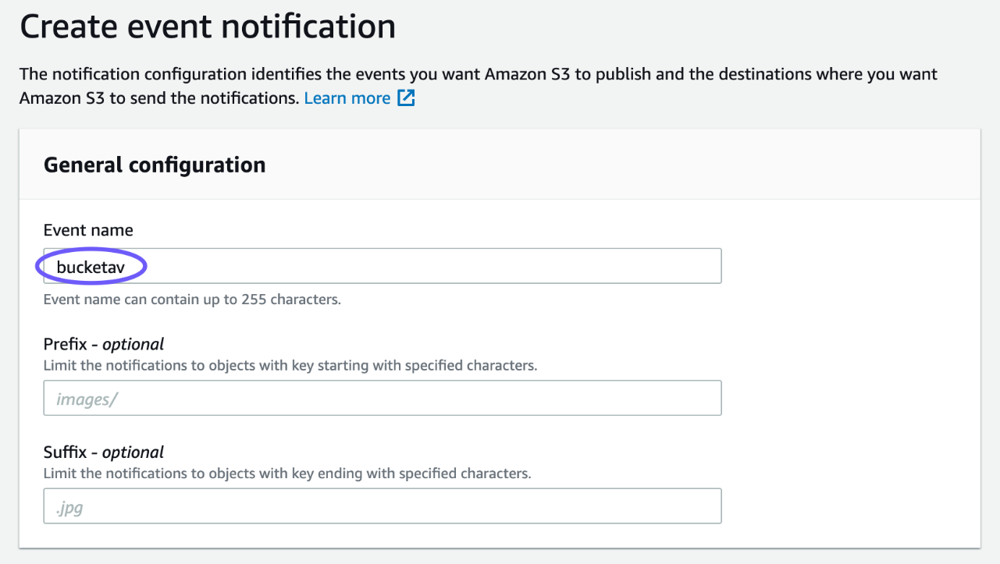 Create event notification
The notification configuration identifies the events you want Amazon S3 to publish and the destinations where you want
Amazon S3 to send the notifications. Learn more
General configuration
Event name
bucketav
Event name can contain up to 255 characters.
Prefix - optional
Limit the notifications to objects with key starting with specified characters.
images/
Suffix - optional
Limit the notifications to objects with key ending with specified characters.
.jpg